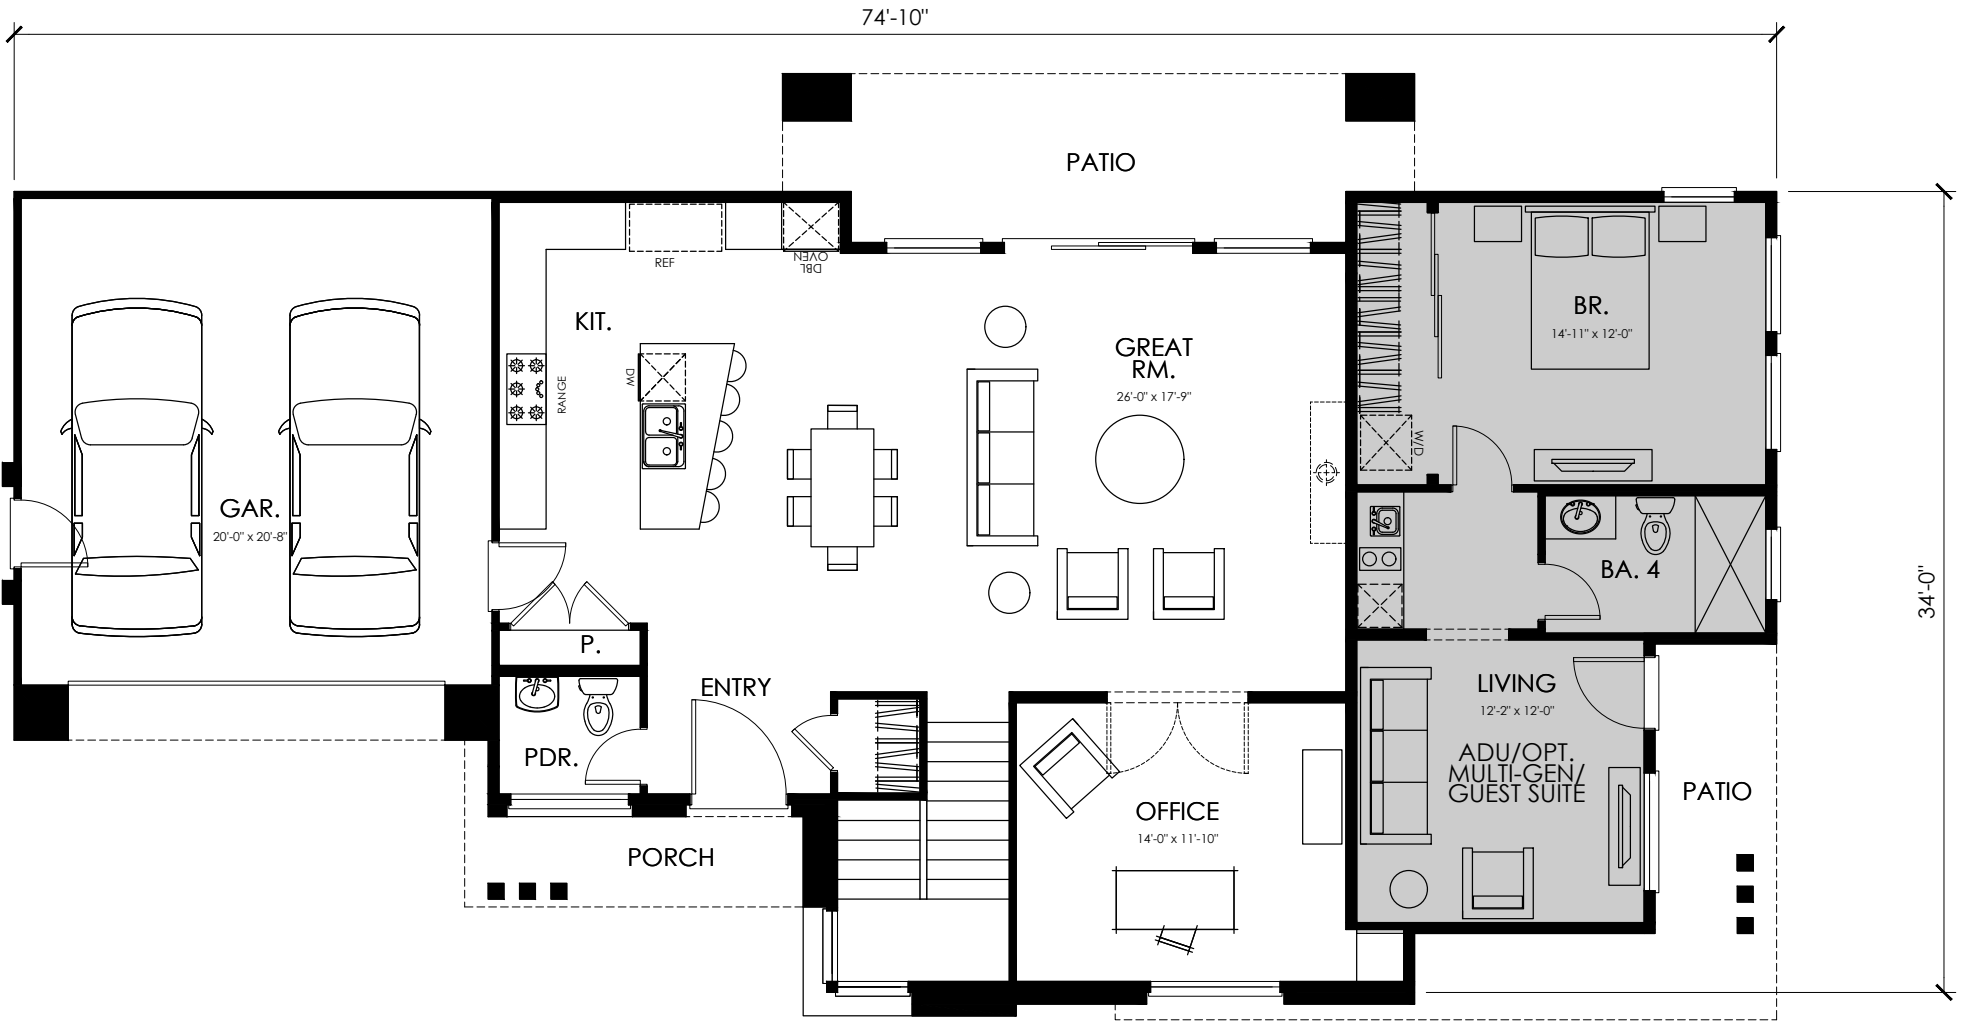 74'-10"
PATIO
REF
DBL
OVEN
KIT.
BR.
14'-11" x 12'-0"
GREAT
RM.
26'-0" x 17'-9"
DW
RANGE
W/D
GAR.
20'-0" x 20'-8"
BA. 4
34'-0"
P.
ENTRY
LIVING
12'-2" x 12'-0"
PDR.
ADU/OPT.
MULTI-GEN/
GUEST SUITE
PATIO
OFFICE
14'-0" x 11'-10"
PORCH